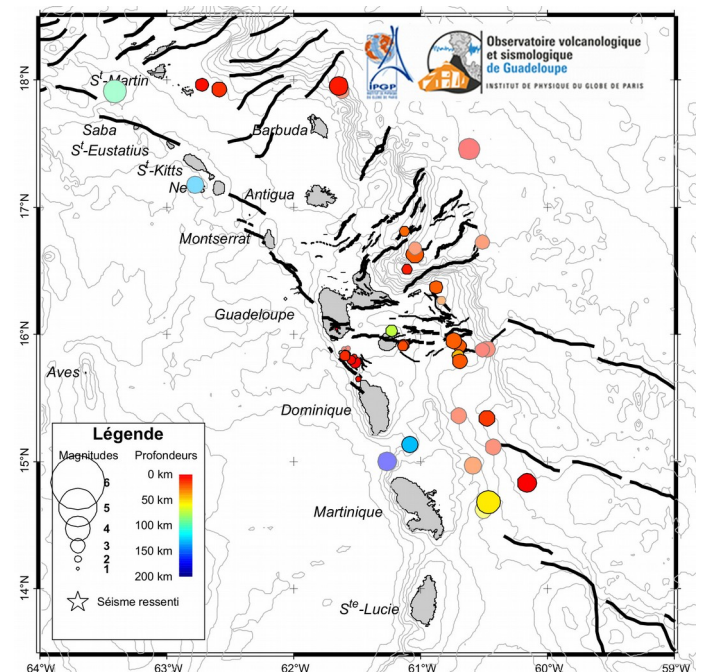 Observatoire volcanologique
et sismologique
de Guadeloupe
INSTITUT DE PHYSIQUE DU GLOBE DE PARIS
IPGP
18°N
17°N
16°N
15°N
14°N
St-Martin
Saba
St-Eustatius
St-Kitts
Barbuda
Antigua
Montserrat
Guadeloupe
Aves
Dominique
Martinique
Ste-Lucie
Légende
Magnitudes
Profondeurs
6
5
4
3
2
1
0 km
50 km
100 km
150 km
200 km
Séisme ressenti
64°W
63°W
62°W
61°W
60°W
59°W